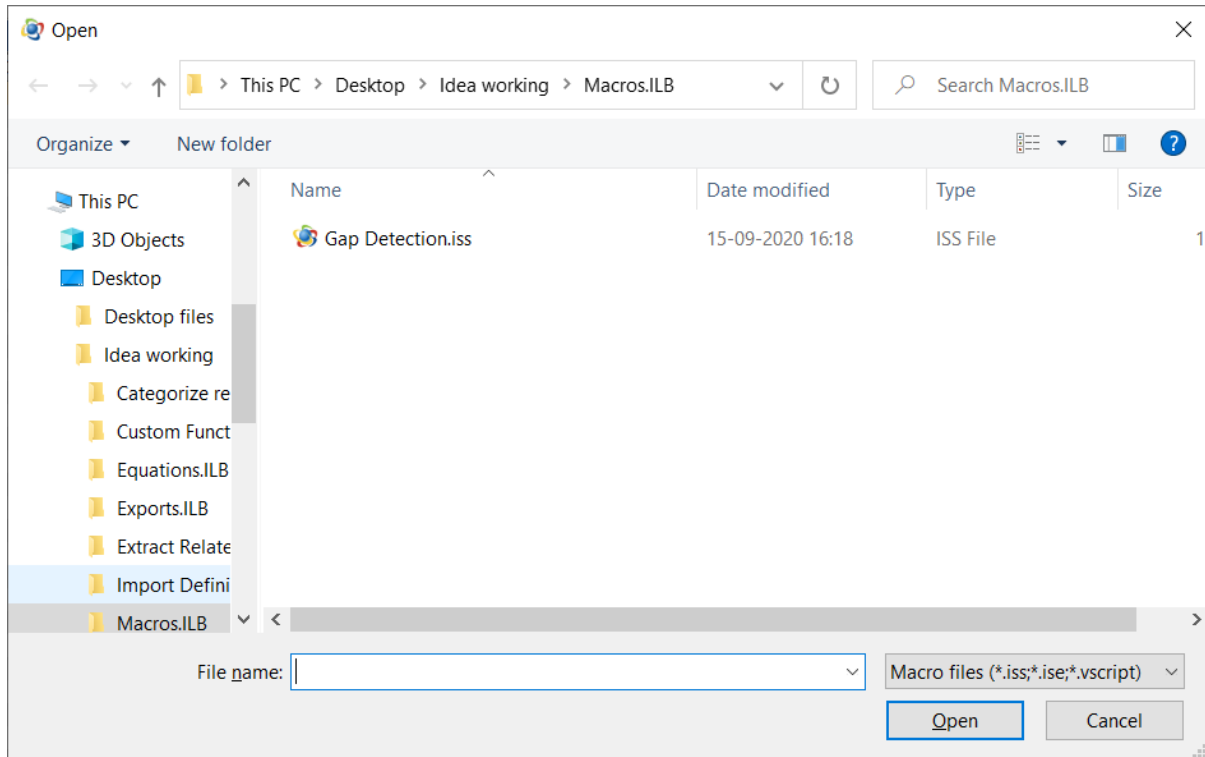 Open
This PC > Desktop > Idea working > Macros.ILB
Search Macros.ILB
Organize
New folder
?
Name
Date modified
Type
Size
This PC
3D Objects
Desktop
Desktop files
Idea working
Categorize re
Custom Funct
Equations.ILB
Exports.ILB
Extract Relate
Import Defini
Macros.ILB
Gap Detection.iss
15-09-2020 16:18
ISS File
1
File name:
Macro files (*.iss;*.ise;*.vscript)
Open
Cancel